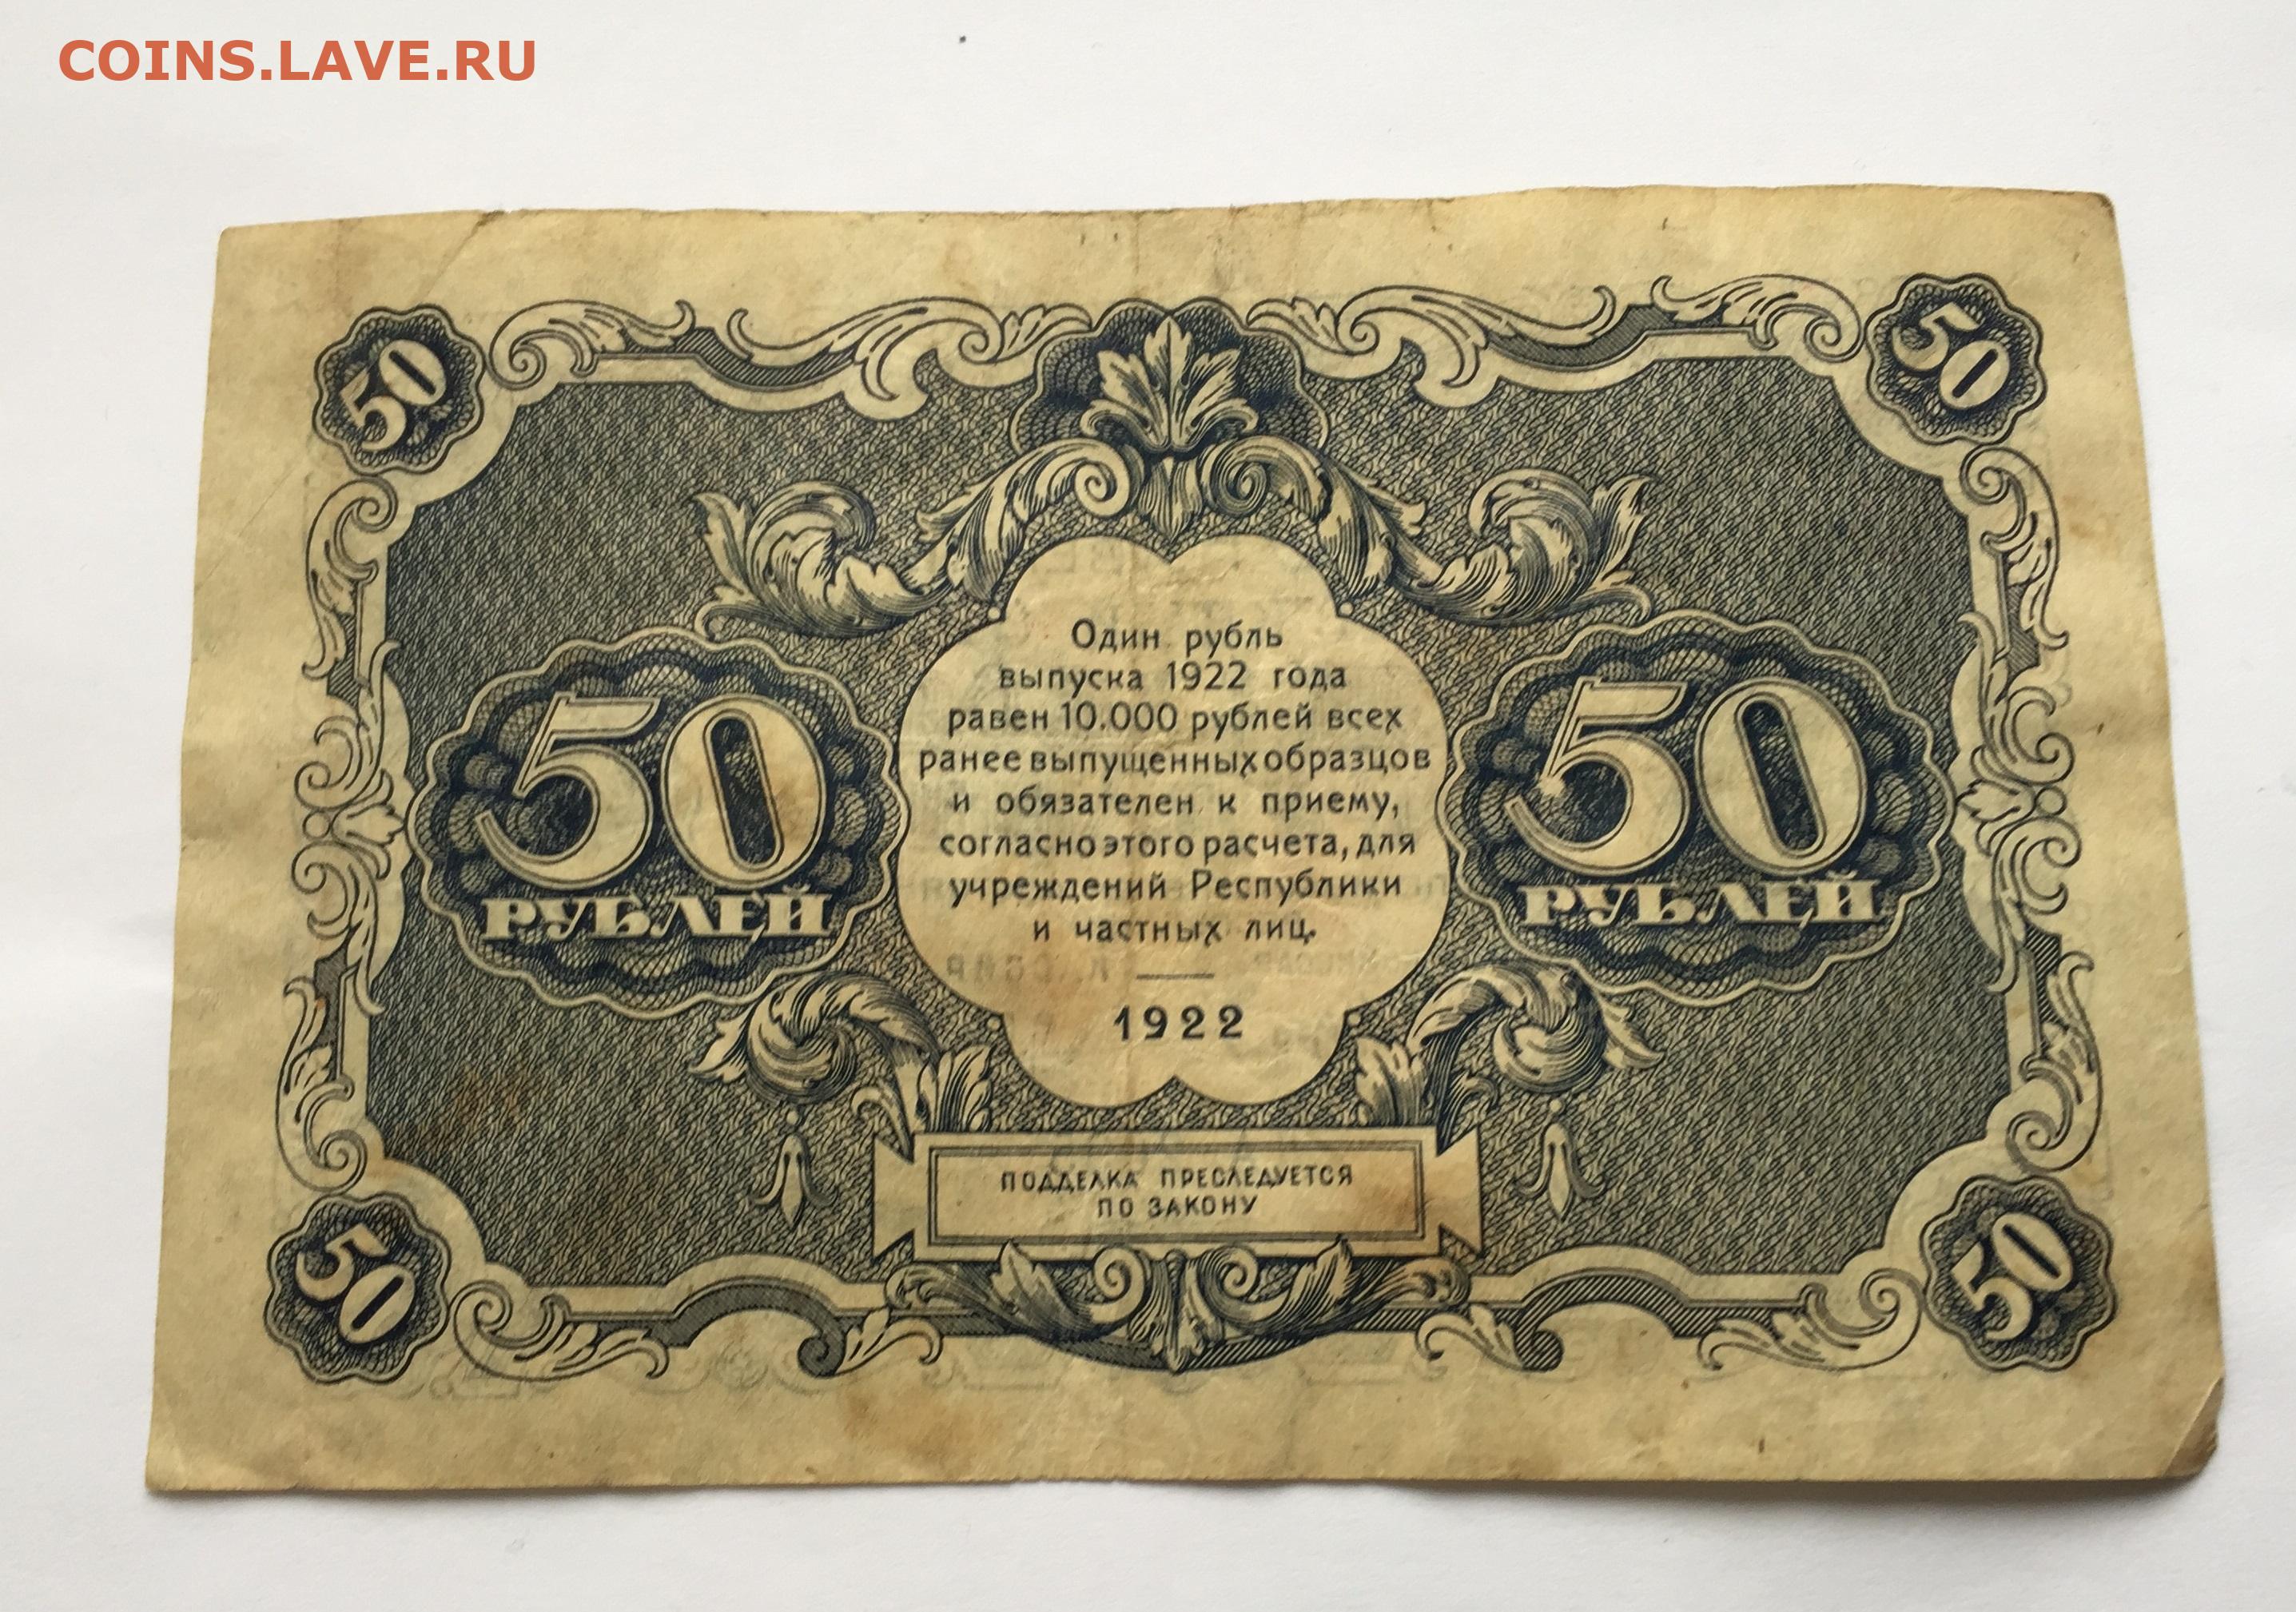 COINS.LAVE.RU
50
50
Один рубль
выпуска 1922 года
равен 10.000 рублей всех
ранее выпущенных образцов
и обязателен к приему,
согласно этого расчета, для
учреждений Республики
и частных лиц.
1922
50
РУБЛЕЙ
50
РУБЛЕЙ
ПОДДЕЛКА ПРЕСЛЕДУЕТСЯ
ПО ЗАКОНУ
50
50